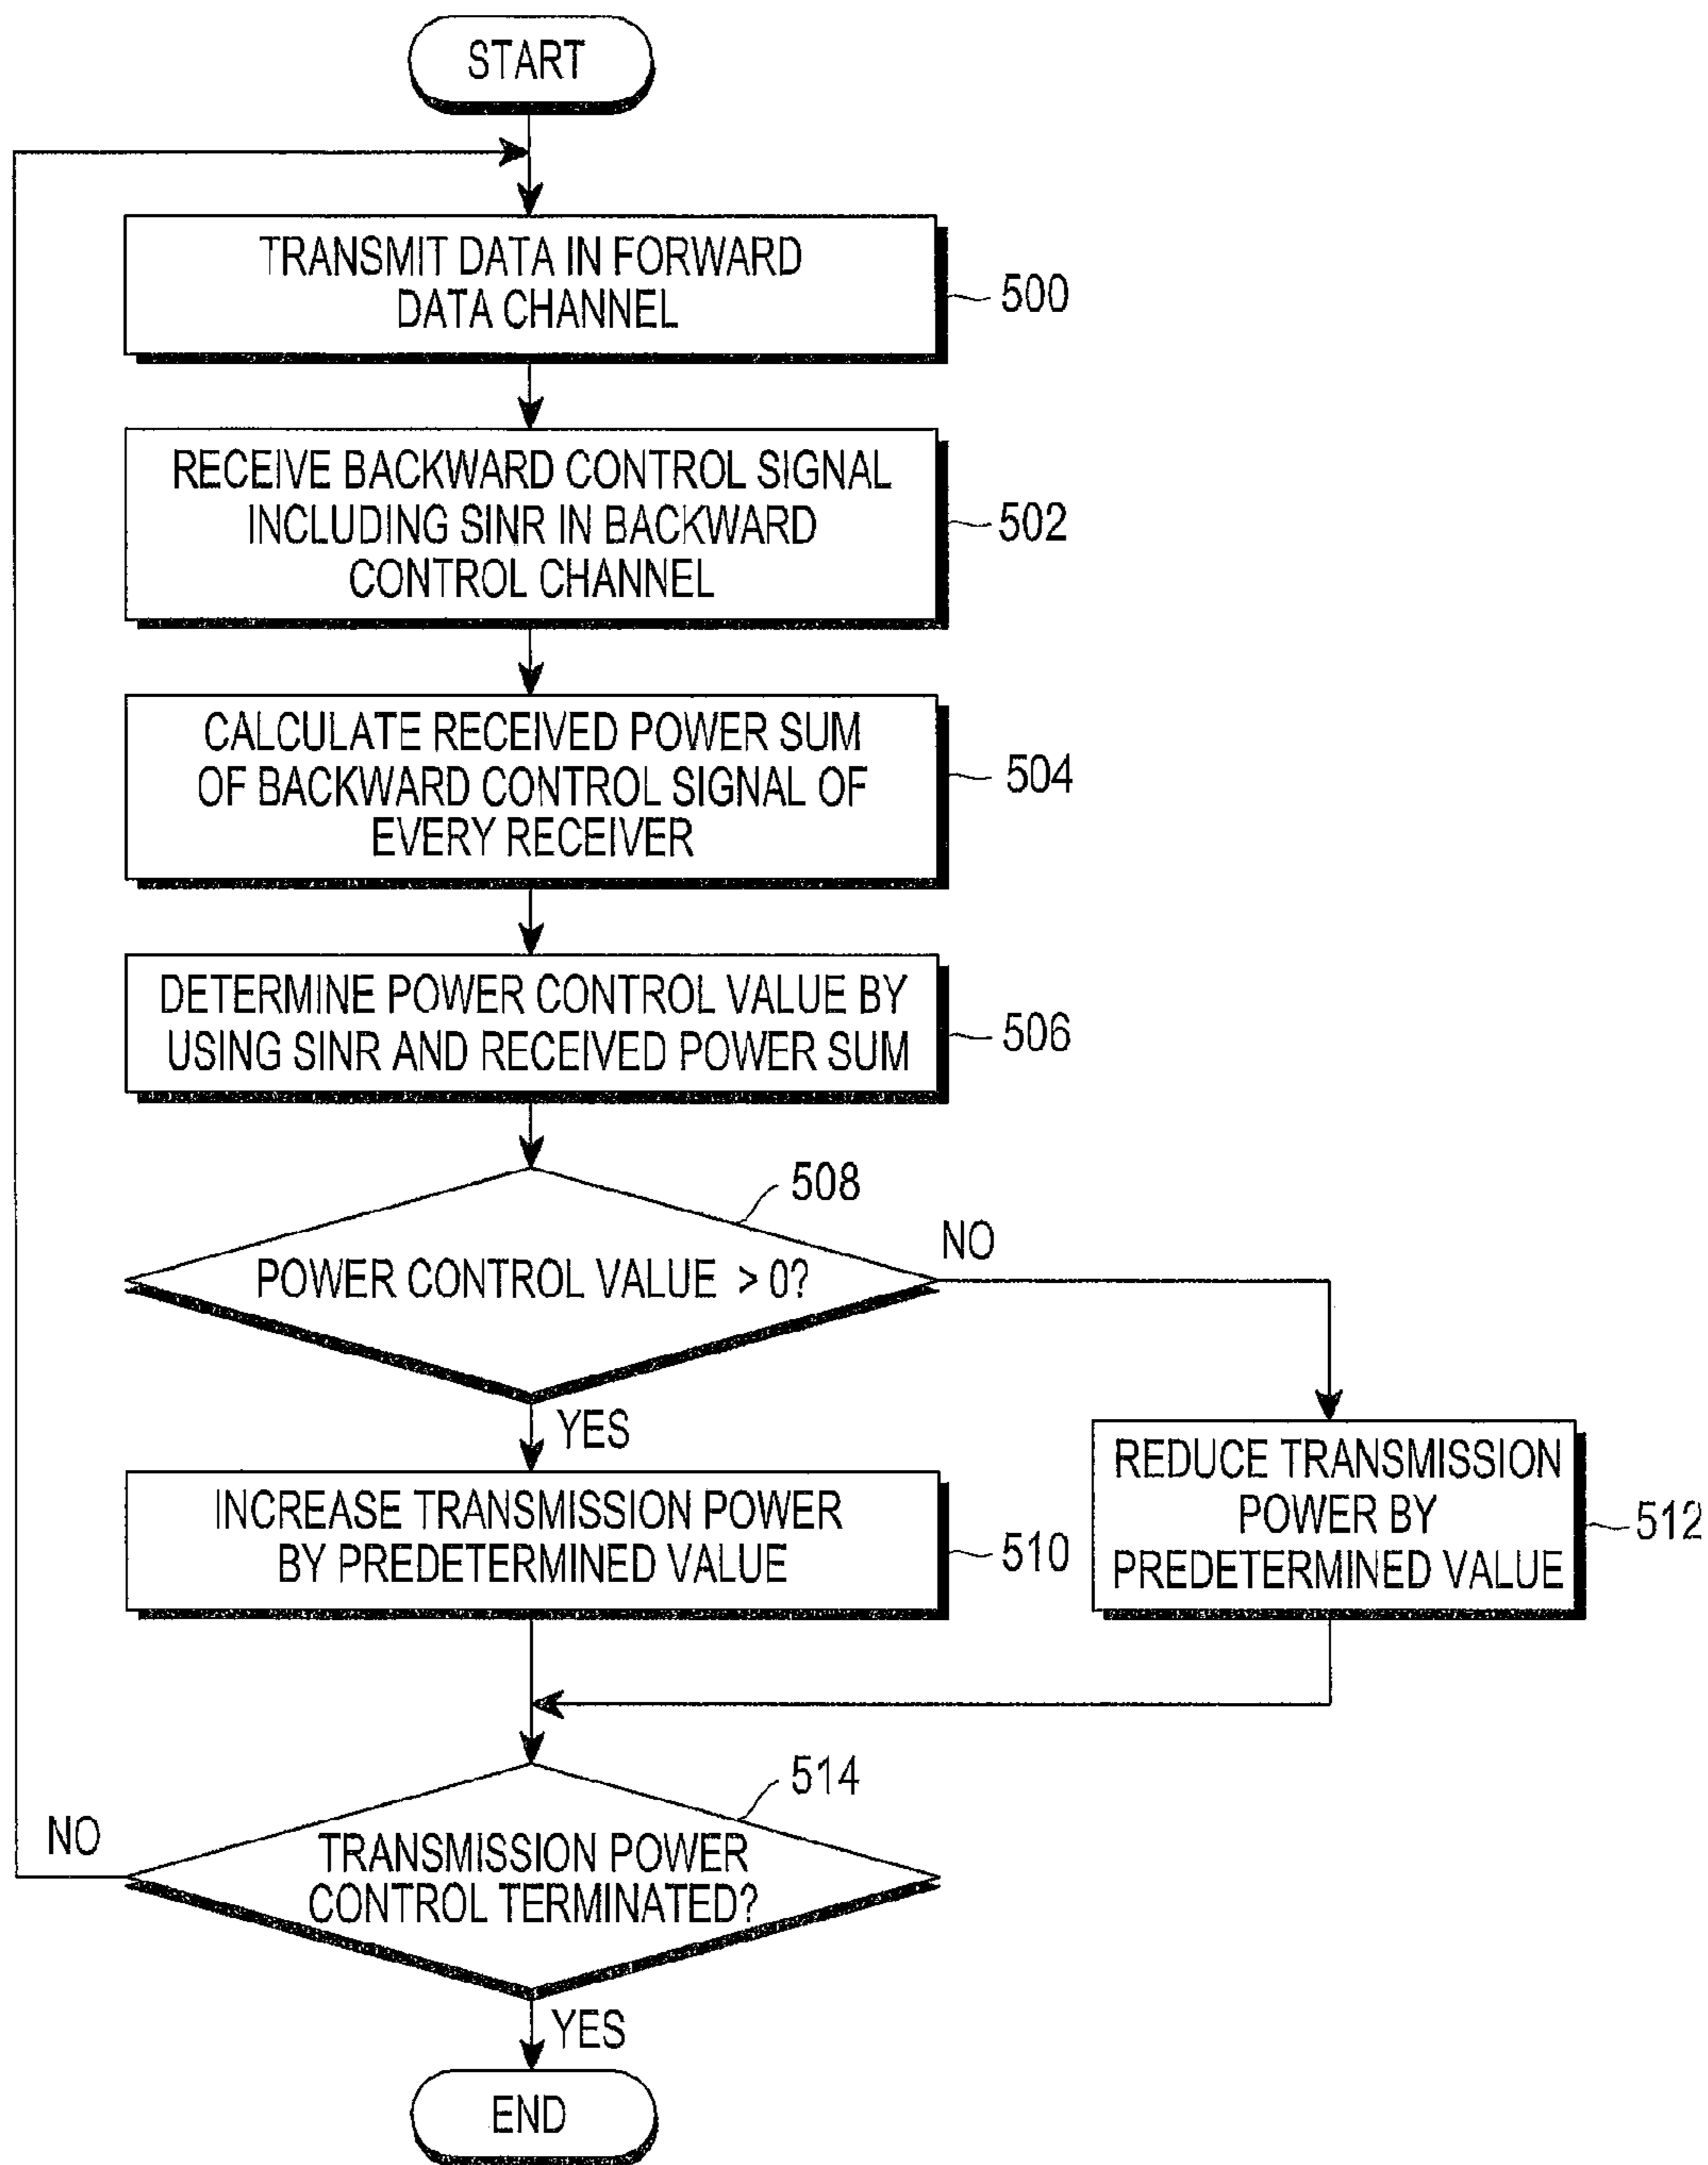 START
TRANSMIT DATA IN FORWARD
DATA CHANNEL
500
RECEIVE BACKWARD CONTROL SIGNAL
INCLUDING SINR IN BACKWARD
CONTROL CHANNEL
502
CALCULATE RECEIVED POWER SUM
OF BACKWARD CONTROL SIGNAL OF
EVERY RECEIVER
504
DETERMINE POWER CONTROL VALUE BY
USING SINR AND RECEIVED POWER SUM
506
508
POWER CONTROL VALUE > 0?
NO
YES
INCREASE TRANSMISSION POWER
BY PREDETERMINED VALUE
510
REDUCE TRANSMISSION
POWER BY
PREDETERMINED VALUE
512
514
TRANSMISSION POWER
CONTROL TERMINATED?
NO
YES
END